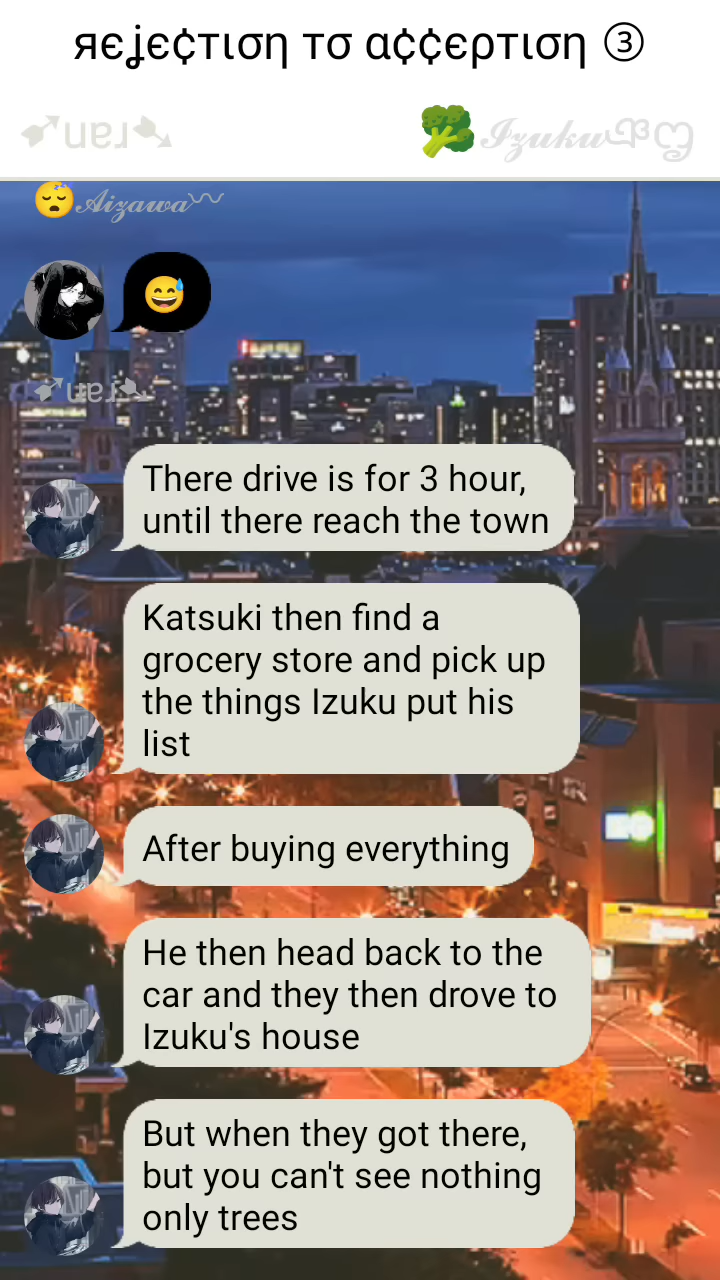 яєʝє¢тιση тσ α¢¢єρтιση ③
➶uɐɹ➴
🥦ℐ𝓏𝓊𝓀𝓊
😴𝒜𝒾𝓏𝒶𝓌𝒶〰
😅
➶uɐɹ➴
There drive is for 3 hour,
until there reach the town
Katsuki then find a
grocery store and pick up
the things Izuku put his
list
After buying everything
He then head back to the
car and they then drove to
Izuku's house
But when they got there,
but you can't see nothing
only trees